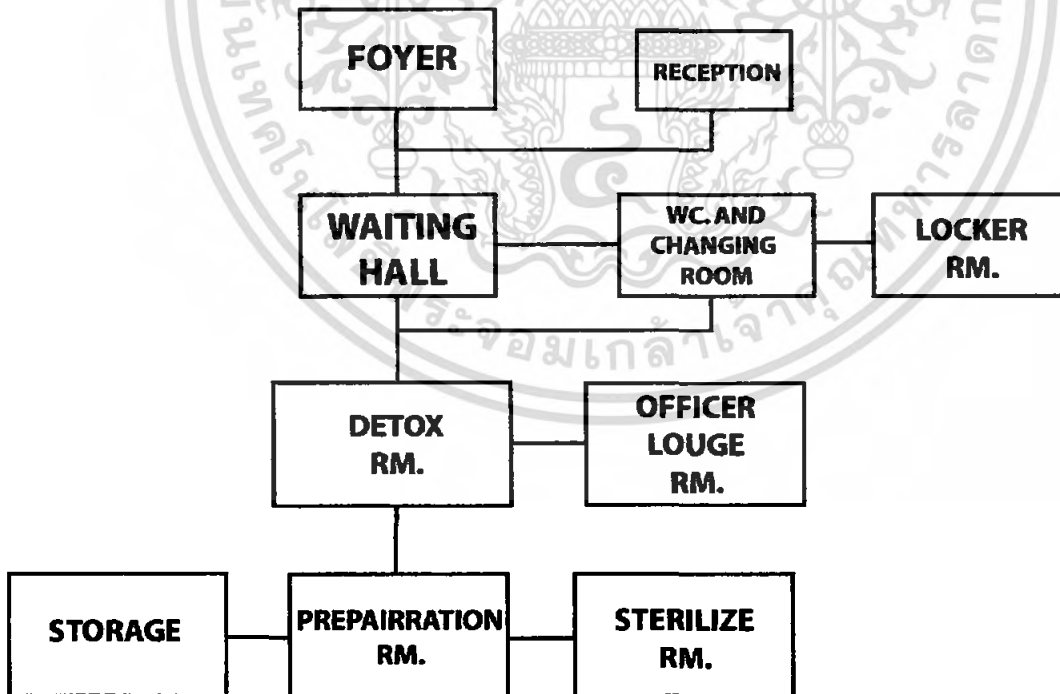 FOYER
RECEPTION
WAITING
HALL
WC. AND
CHANGING
ROOM
LOCKER
RM.
DETOX
RM.
OFFICER
LOUGE
RM.
STORAGE
PREPAIRRATION
RM.
STERILIZE
RM.